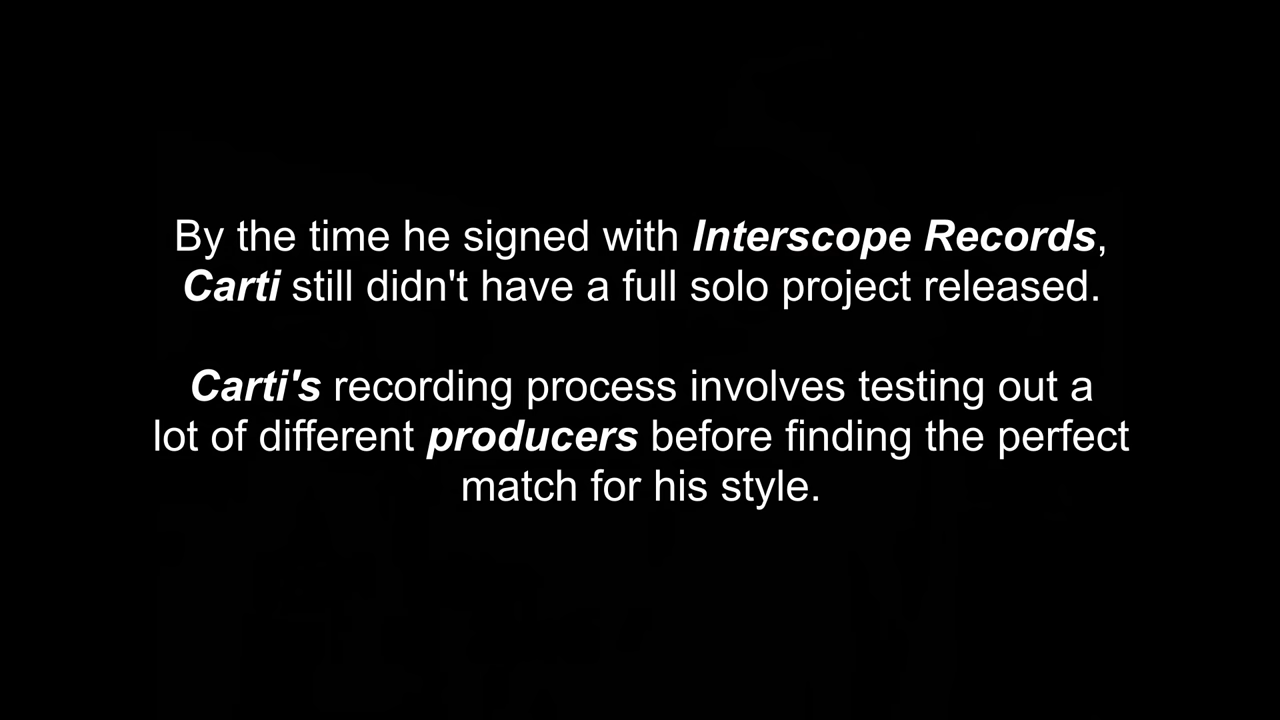 By the time he signed with Interscope Records,
Carti still didn't have a full solo project released.
Carti's recording process involves testing out a
lot of different producers before finding the perfect
match for his style.